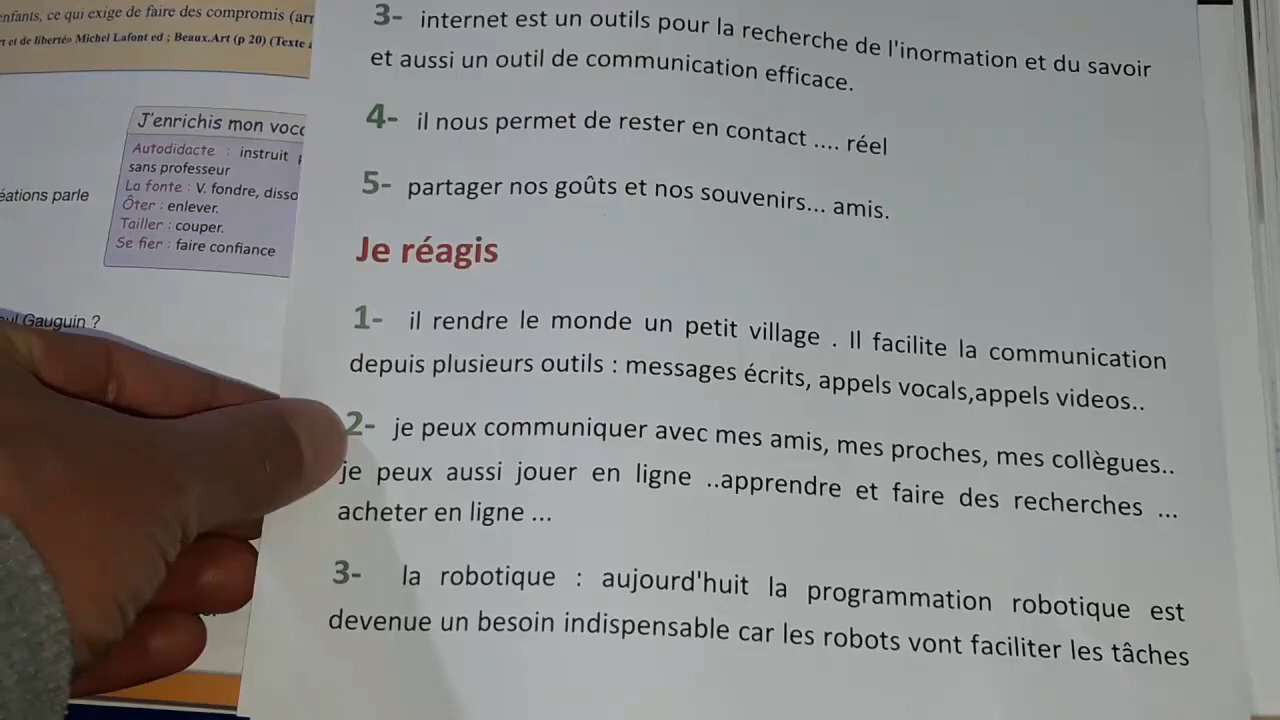 enfants, ce qui exige de faire des compromis
et de liberté» Michel Lafont ed ; Beaux.Art (p 20) (Texte
J'enrichis mon
Autodidacte : instruit
sans professeur
La fonte : V. fondre,
Ôter : enlever.
Tailler : couper.
Se fier : faire confiance
parle
Gauguin ?
3- internet est un outils pour la recherche de l'inormation et du savoir
et aussi un outil de communication efficace.
4- il nous permet de rester en contact .... réel
5- partager nos goûts et nos souvenirs... amis.
Je réagis
1- il rendre le monde un petit village . Il facilite la communication
depuis plusieurs outils : messages écrits, appels vocals,appels videos..
2- je peux communiquer avec mes amis, mes proches, mes collègues..
je peux aussi jouer en ligne ..apprendre et faire des recherches ...
acheter en ligne ...
3- la robotique : aujourd'huit la programmation robotique est
devenue un besoin indispensable car les robots vont faciliter les tâches